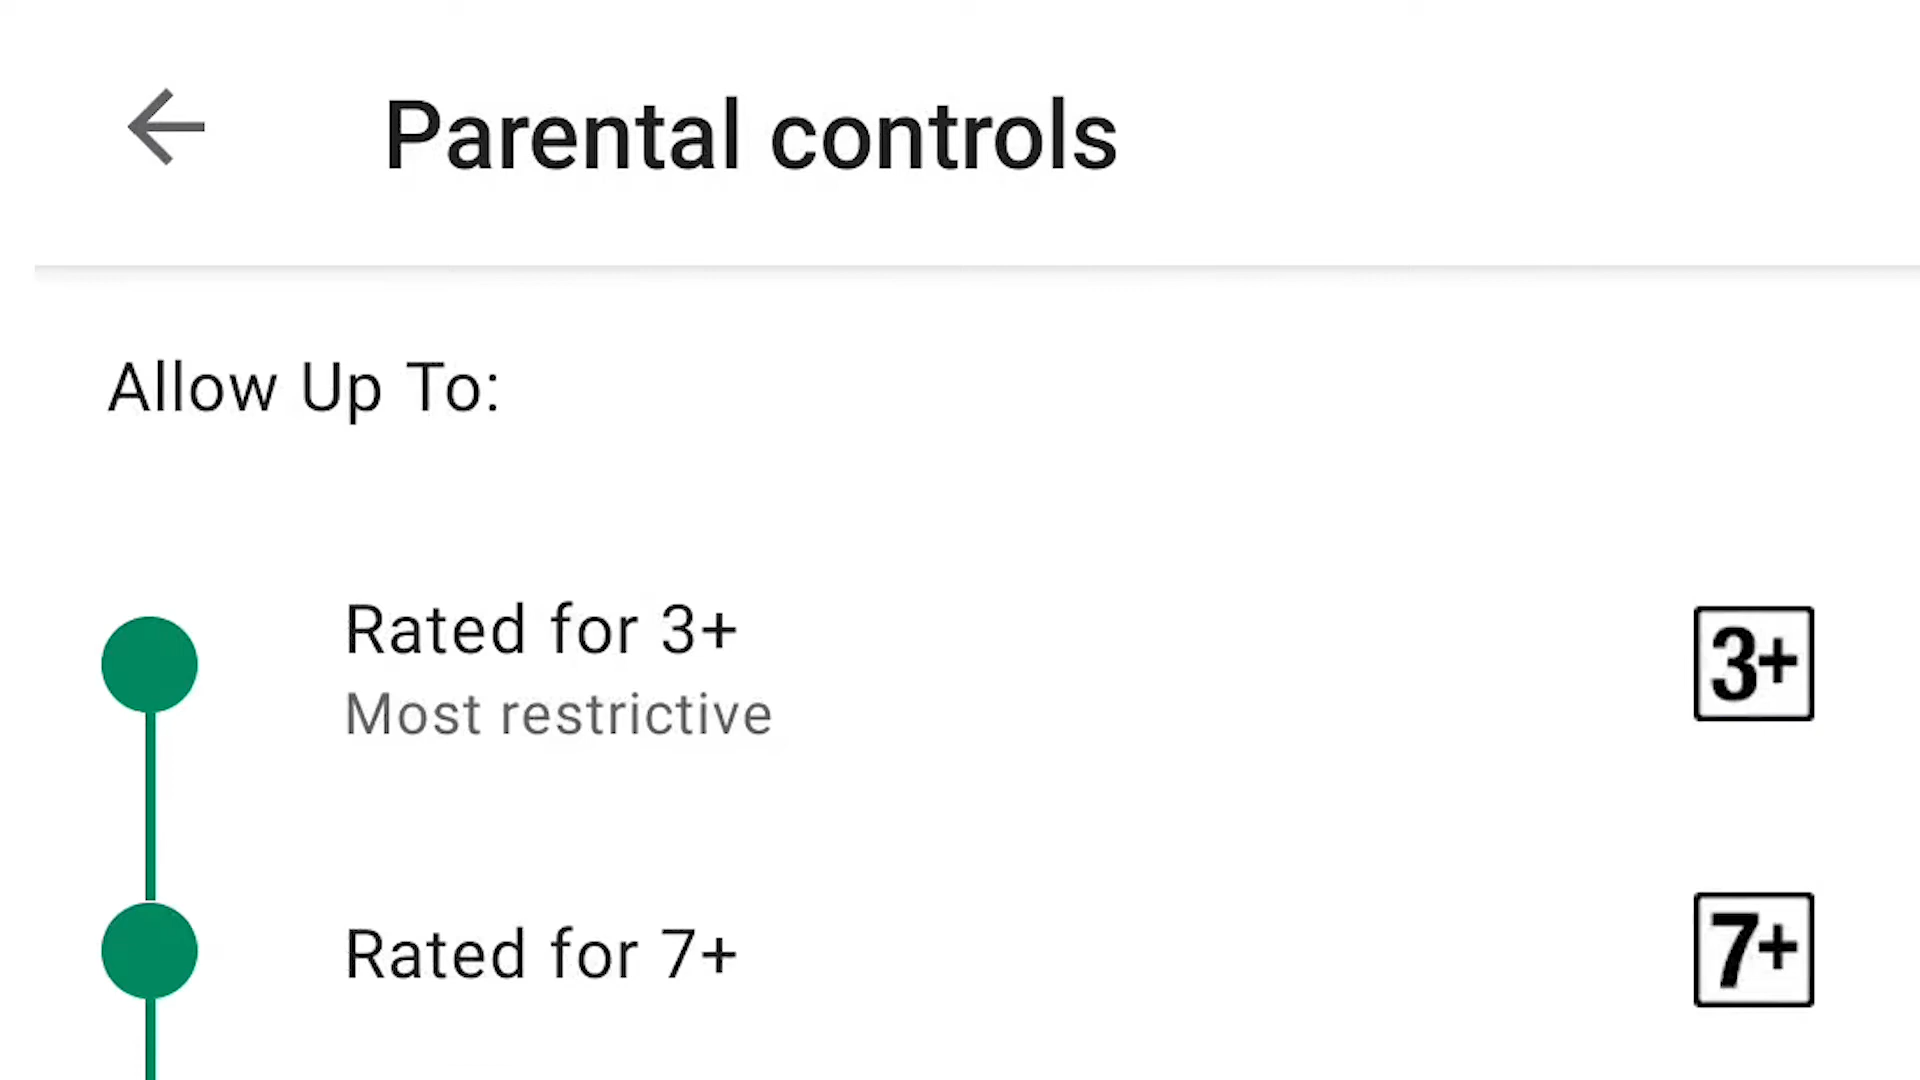 Parental controls
Allow Up To:
Rated for 3+
3+
Most restrictive
Rated for 7+
7+